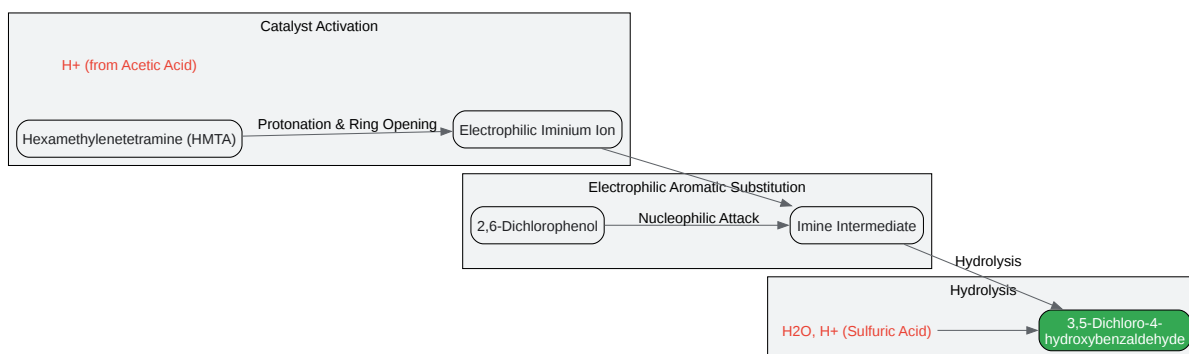 Catalyst Activation
H+ (from Acetic Acid)
Hexamethylenetetramine (HMTA)
Protonation & Ring Opening
Electrophilic Iminium Ion
Electrophilic Aromatic Substitution
2,6-Dichlorophenol
Nucleophilic Attack
Imine Intermediate
Hydrolysis
Hydrolysis
H2O, H+ (Sulfuric Acid)
3,5-Dichloro-4-
hydroxybenzaldehyde